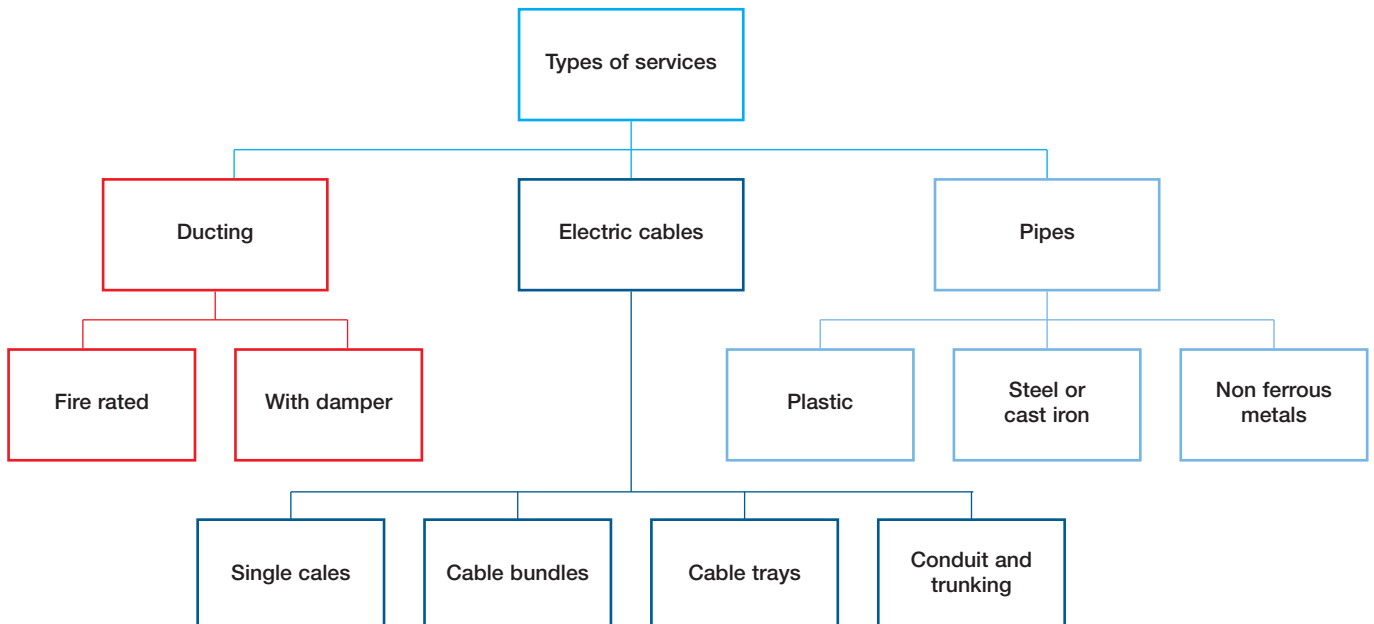 Types of services
Ducting
Electric cables
Pipes
Fire rated
With damper
Plastic
Steel or
cast iron
Non ferrous
metals
Single cales
Cable bundles
Cable trays
Conduit and
trunking